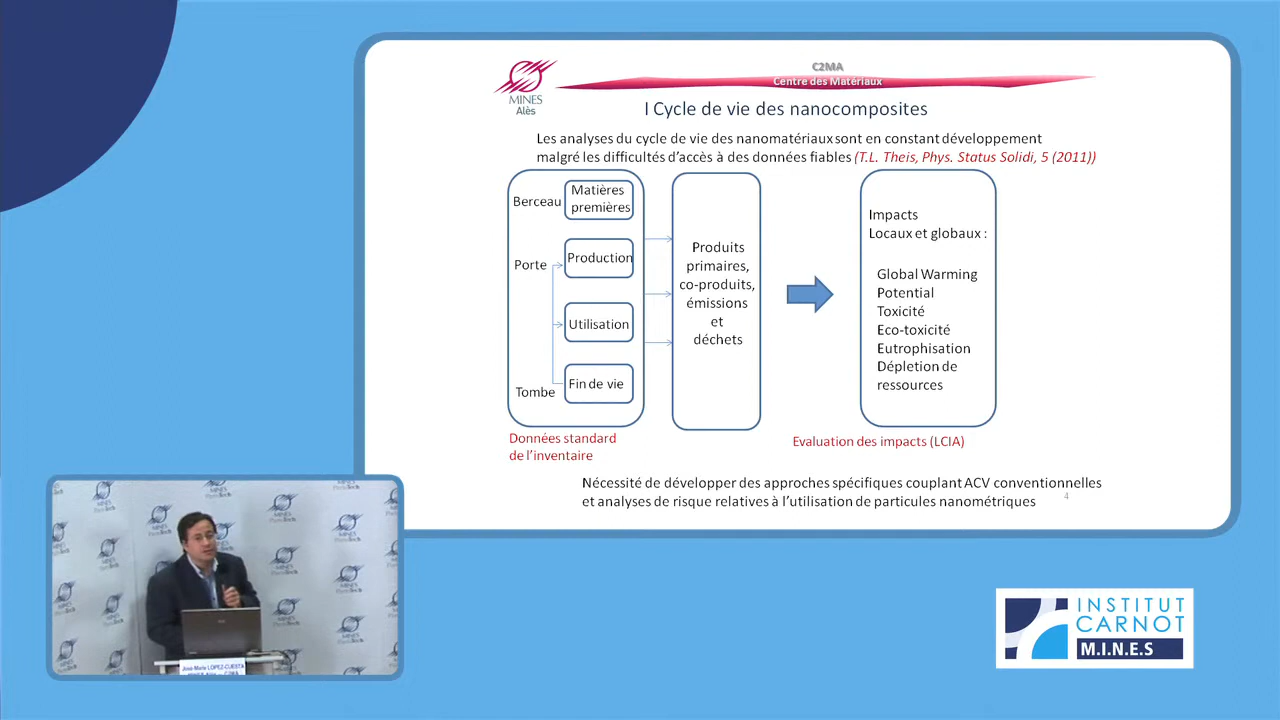 C2MA
Centre des Matériaux
MINES
Alès
I Cycle de vie des nanocomposites
Les analyses du cycle de vie des nanomatériaux sont en constant développement
malgré les difficultés d'accès à des données fiables (T.L. Theis, Phys. Status Solidi, 5 (2011))
Berceau
Matières
premières
Porte
Production
Utilisation
Tombe
Fin de vie
Produits
primaires,
co-produits,
émissions
et
déchets
Impacts
Locaux et globaux :
Global Warming
Potential
Toxicité
Eco-toxicité
Eutrophisation
Dépletion de
ressources
Données standard
de l'inventaire
Evaluation des impacts (LCIA)
Nécessité de développer des approches spécifiques couplant ACV conventionnelles
et analyses de risque relatives à l'utilisation de particules nanométriques
4
José-Marie LOPEZ-CUESTA
INSTITUT
CARNOT
M.I.N.E.S